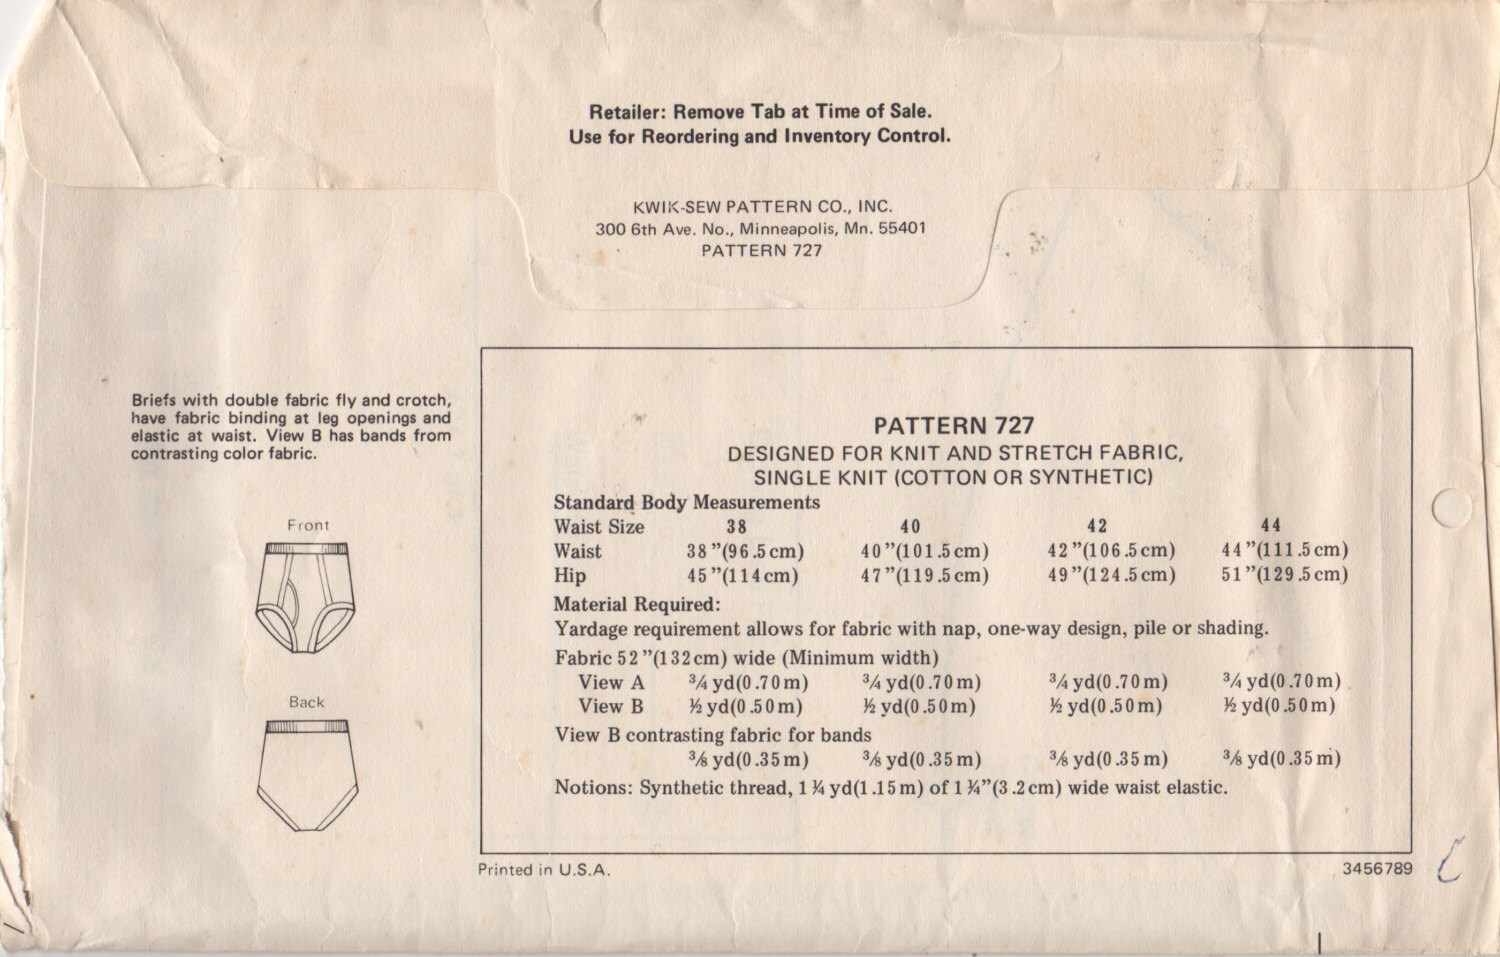 Retailer: Remove Tab at Time of Sale.
Use for Reordering and Inventory Control.
KWIK-SEW PATTERN CO., INC.
300 6th Ave. No., Minneapolis, Mn. 55401
PATTERN 727
Briefs with double fabric fly and crotch,
have fabric binding at leg openings and
elastic at waist. View B has bands from
contrasting color fabric.
Front
Back
PATTERN 727
DESIGNED FOR KNIT AND STRETCH FABRIC,
SINGLE KNIT (COTTON OR SYNTHETIC)
Standard Body Measurements
Waist Size 38 40 42 44
Waist 38”(96.5cm) 40”(101.5cm) 42”(106.5cm) 44”(111.5cm)
Hip 45”(114cm) 47”(119.5cm) 49”(124.5cm) 51”(129.5cm)
Material Required:
Yardage requirement allows for fabric with nap, one-way design, pile or shading.
Fabric 52”(132cm) wide (Minimum width)
View A ¾ yd(0.70m) ¾ yd(0.70m) ¾ yd(0.70m) ¾ yd(0.70m)
View B ½ yd(0.50m) ½ yd(0.50m) ½ yd(0.50m) ½ yd(0.50m)
View B contrasting fabric for bands
⅜ yd(0.35m) ⅜ yd(0.35m) ⅜ yd(0.35m) ⅜ yd(0.35m)
Notions: Synthetic thread, 1¼ yd(1.15m) of 1¼”(3.2cm) wide waist elastic.
Printed in U.S.A.
3456789